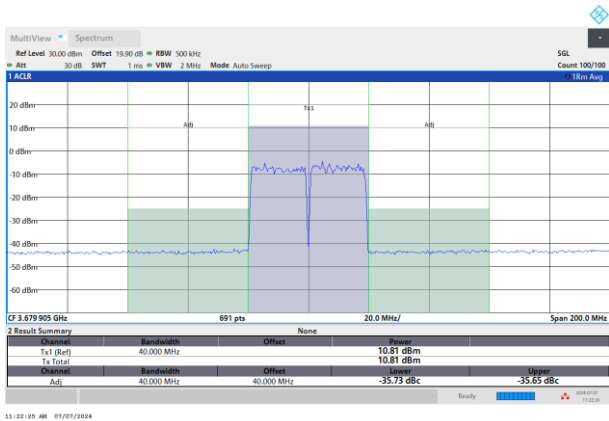 MultiView Spectrum
Ref Level 30.00 dBm Offset 19.90 dB RBW 500 kHz SGL
Att 30 dB SWT 1 ms VBW 2 MHz Mode Auto Sweep Count 100/100
1 ACLR 1Rm Avg
20 dBm
Tx1
10 dBm
Adj Adj
0 dBm
-10 dBm
-20 dBm
-30 dBm
-40 dBm
-50 dBm
-60 dBm
CF 3.679905 GHz 691 pts 20.0 MHz/ Span 200.0 MHz
2 Result Summary None
Channel Bandwidth Offset Power
Tx1 (Ref) 40.000 MHz 10.81 dBm
Tx Total 10.81 dBm
Channel Bandwidth Offset Lower Upper
Adj 40.000 MHz 40.000 MHz -35.73 dBc -35.65 dBc
Ready
11:22:25 AM 07/07/2024